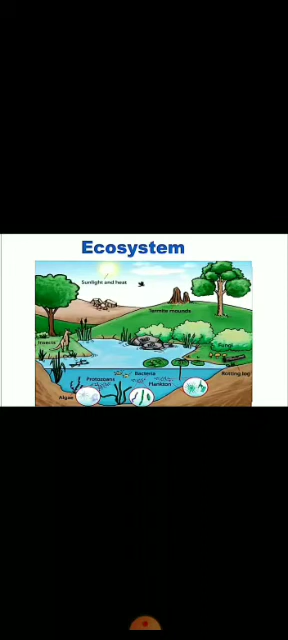 Ecosystem
Sunlight and heat
Termite mounds
Insects
Fungi
Bacteria
Rotting log
Protozoans
Plankton
Algae